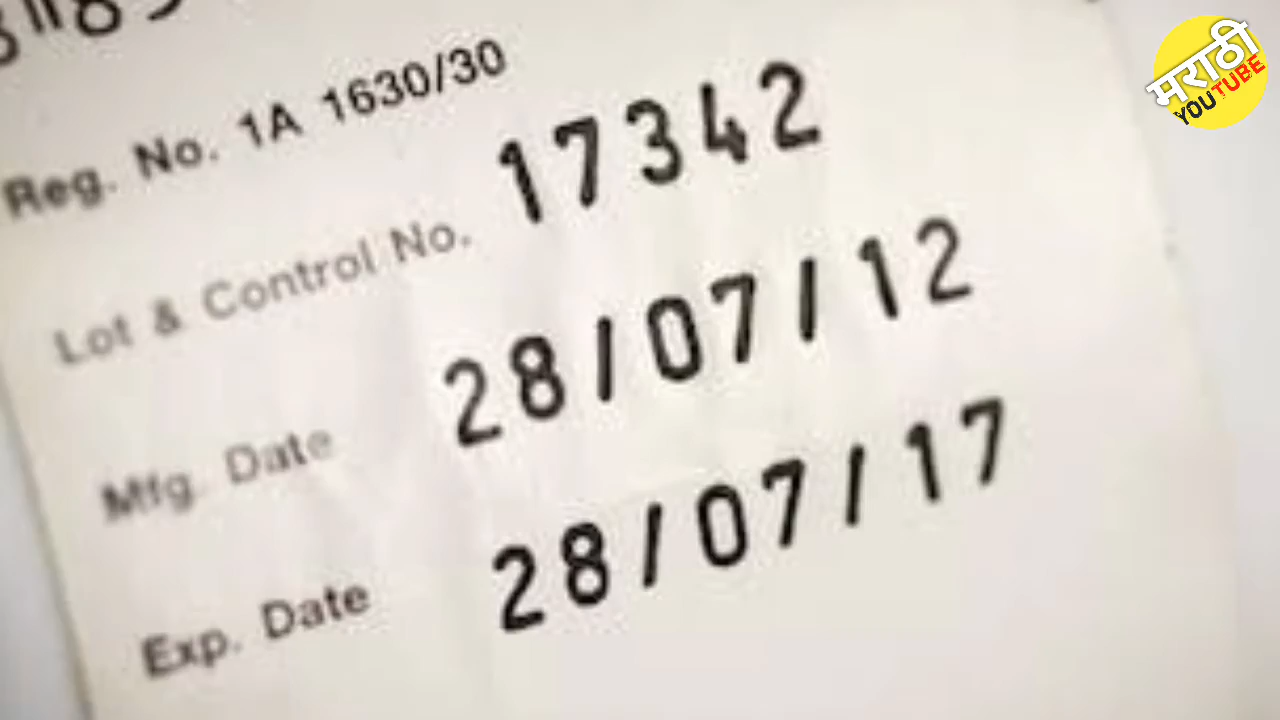 Reg. No. 1A 1630/30
Lot & Control No. 17342
Mfg. Date 28/07/12
Exp. Date 28/07/17
मराठी
YOUTUBE